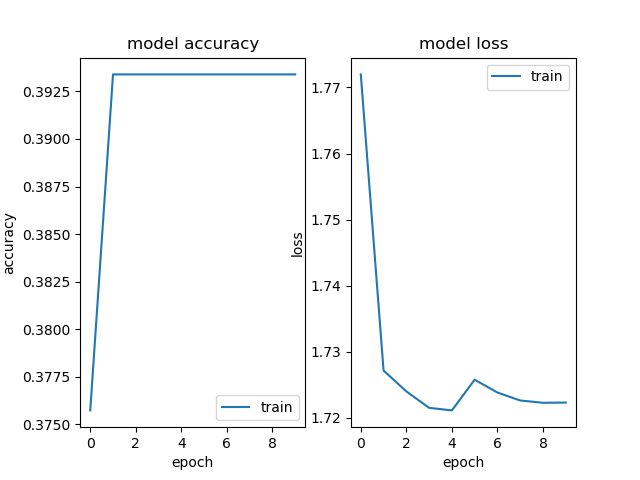 model accuracy
0.3925
0.3900
0.3875
0.3850
0.3825
0.3800
0.3775
0.3750
accuracy
0 2 4 6 8
epoch
train
model loss
1.77
1.76
1.75
1.74
1.73
1.72
loss
0 2 4 6 8
epoch
train